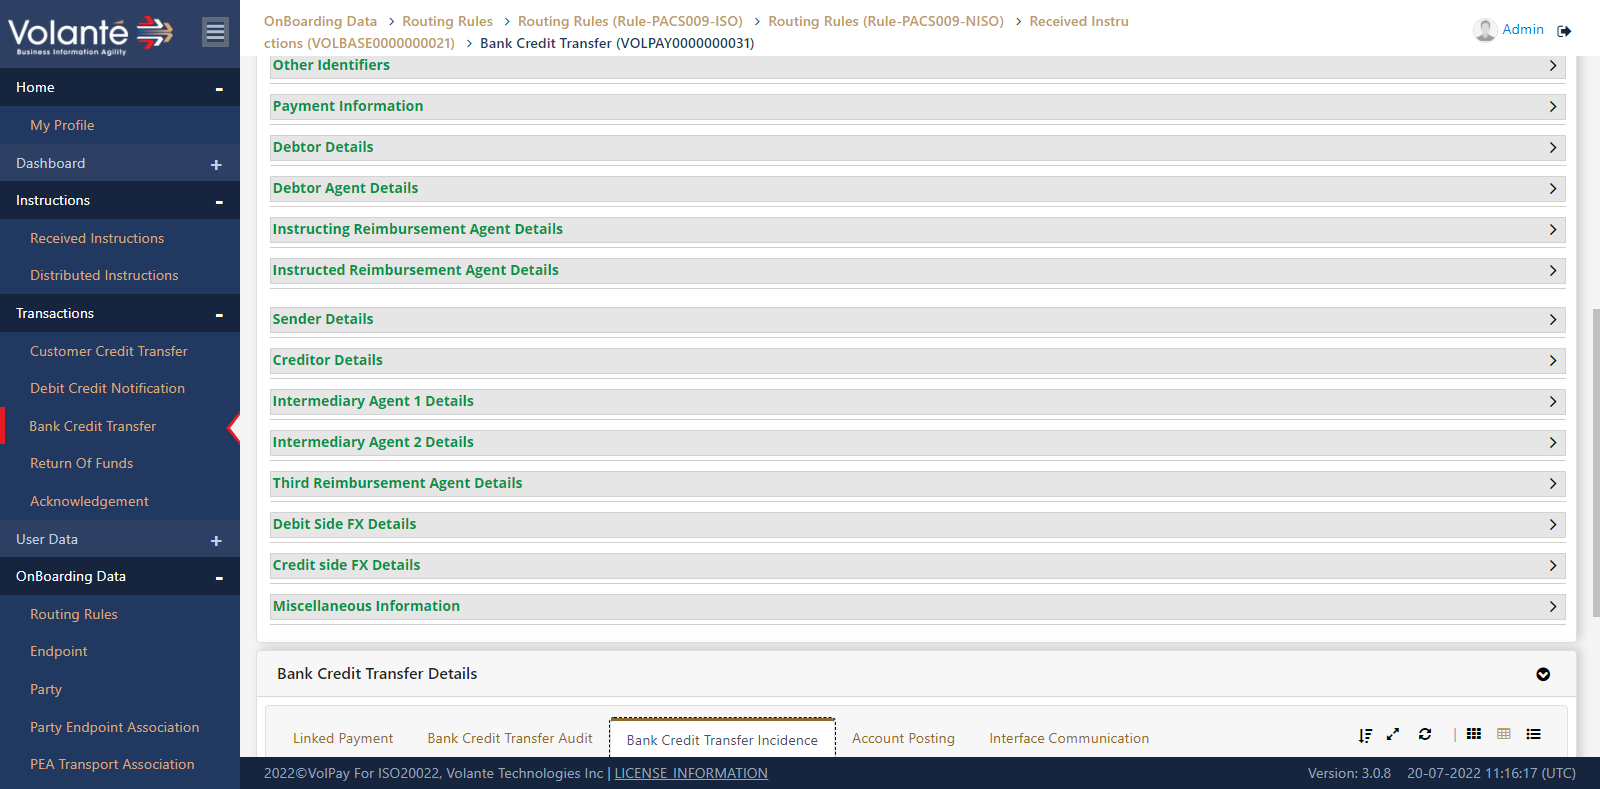 Volanté
Business Information Agility
OnBoarding Data > Routing Rules > Routing Rules (Rule-PACS009-ISO) > Routing Rules (Rule-PACS009-NISO) > Received Instru
ctions (VOLBASE0000000021) > Bank Credit Transfer (VOLPAY0000000031)
Admin
Home -
My Profile
Dashboard +
Instructions -
Received Instructions
Distributed Instructions
Transactions -
Customer Credit Transfer
Debit Credit Notification
Bank Credit Transfer
Return Of Funds
Acknowledgement
User Data +
OnBoarding Data -
Routing Rules
Endpoint
Party
Party Endpoint Association
PEA Transport Association
Other Identifiers
Payment Information
Debtor Details
Debtor Agent Details
Instructing Reimbursement Agent Details
Instructed Reimbursement Agent Details
Sender Details
Creditor Details
Intermediary Agent 1 Details
Intermediary Agent 2 Details
Third Reimbursement Agent Details
Debit Side FX Details
Credit side FX Details
Miscellaneous Information
Bank Credit Transfer Details
Linked Payment Bank Credit Transfer Audit Bank Credit Transfer Incidence Account Posting Interface Communication
2022©VolPay For ISO20022, Volante Technologies Inc | LICENSE INFORMATION Version: 3.0.8 20-07-2022 11:16:17 (UTC)